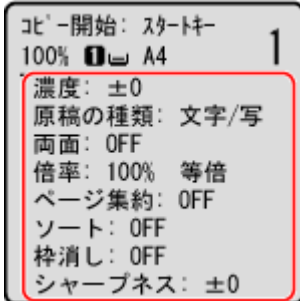 ｺﾋﾟｰ開始: ｽﾀｰﾄｷｰ
100% 1 A4 1
濃度: ±0
原稿の種類: 文字/写
両面: OFF
倍率: 100% 等倍
ページ集約: OFF
ソート: OFF
枠消し: OFF
シャープネス: ±0